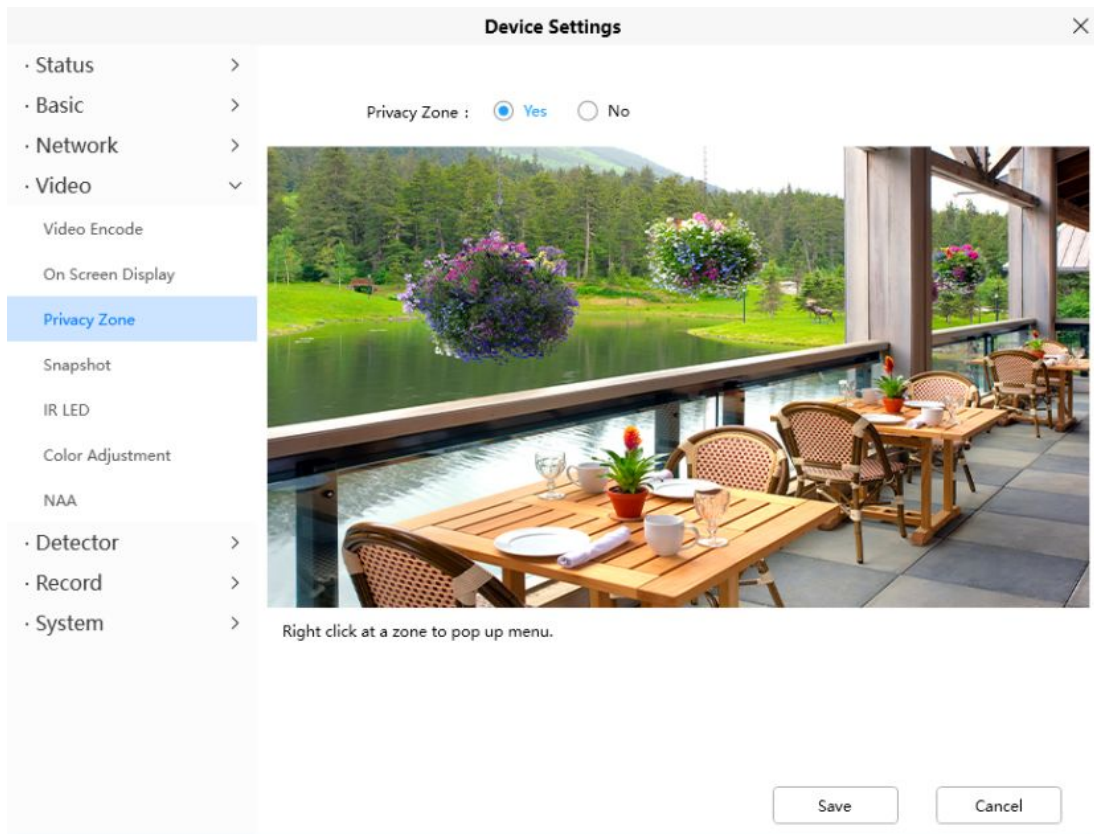 Device Settings
· Status
· Basic
· Network
· Video
Video Encode
On Screen Display
Privacy Zone
Snapshot
IR LED
Color Adjustment
NAA
· Detector
· Record
· System
Privacy Zone : Yes No
Right click at a zone to pop up menu.
Save Cancel